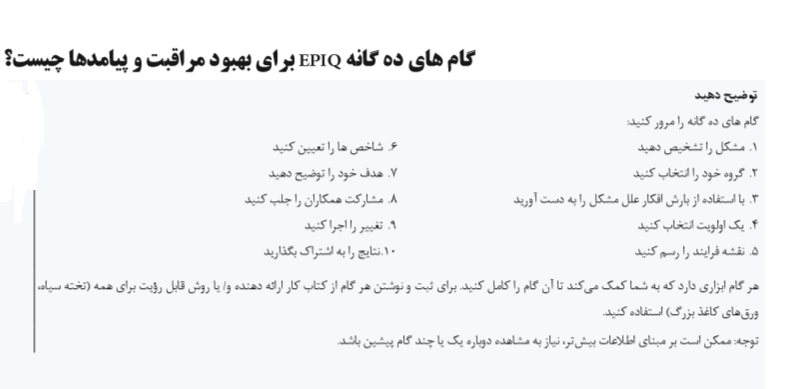 گام های ده گانه EPIQ برای بهبود مراقبت و پیامدها چیست؟
توضیح دهید
گام های ده گانه را مرور کنید:
۱. مشکل را تشخیص دهید
۲. گروه خود را انتخاب کنید
۳. با استفاده از بارش افکار علل مشکل را به دست آورید
۴. یک اولویت انتخاب کنید
۵. نقشه فرایند را رسم کنید
۶. شاخص ها را تعیین کنید
۷. هدف خود را توضیح دهید
۸. مشارکت همکاران را جلب کنید
۹. تغییر را اجرا کنید
۱۰.نتایج را به اشتراک بگذارید
هر گام ابزاری دارد که به شما کمک می‌کند تا آن گام را کامل کنید. برای ثبت و نوشتن هر گام از کتاب کار ارائه دهنده و/ یا روش قابل رؤیت برای همه (تخته سیاه،
ورق‌های کاغذ بزرگ) استفاده کنید.
توجه: ممکن است بر مبنای اطلاعات بیش‌تر، نیاز به مشاهده دوباره یک یا چند گام پیشین باشد.